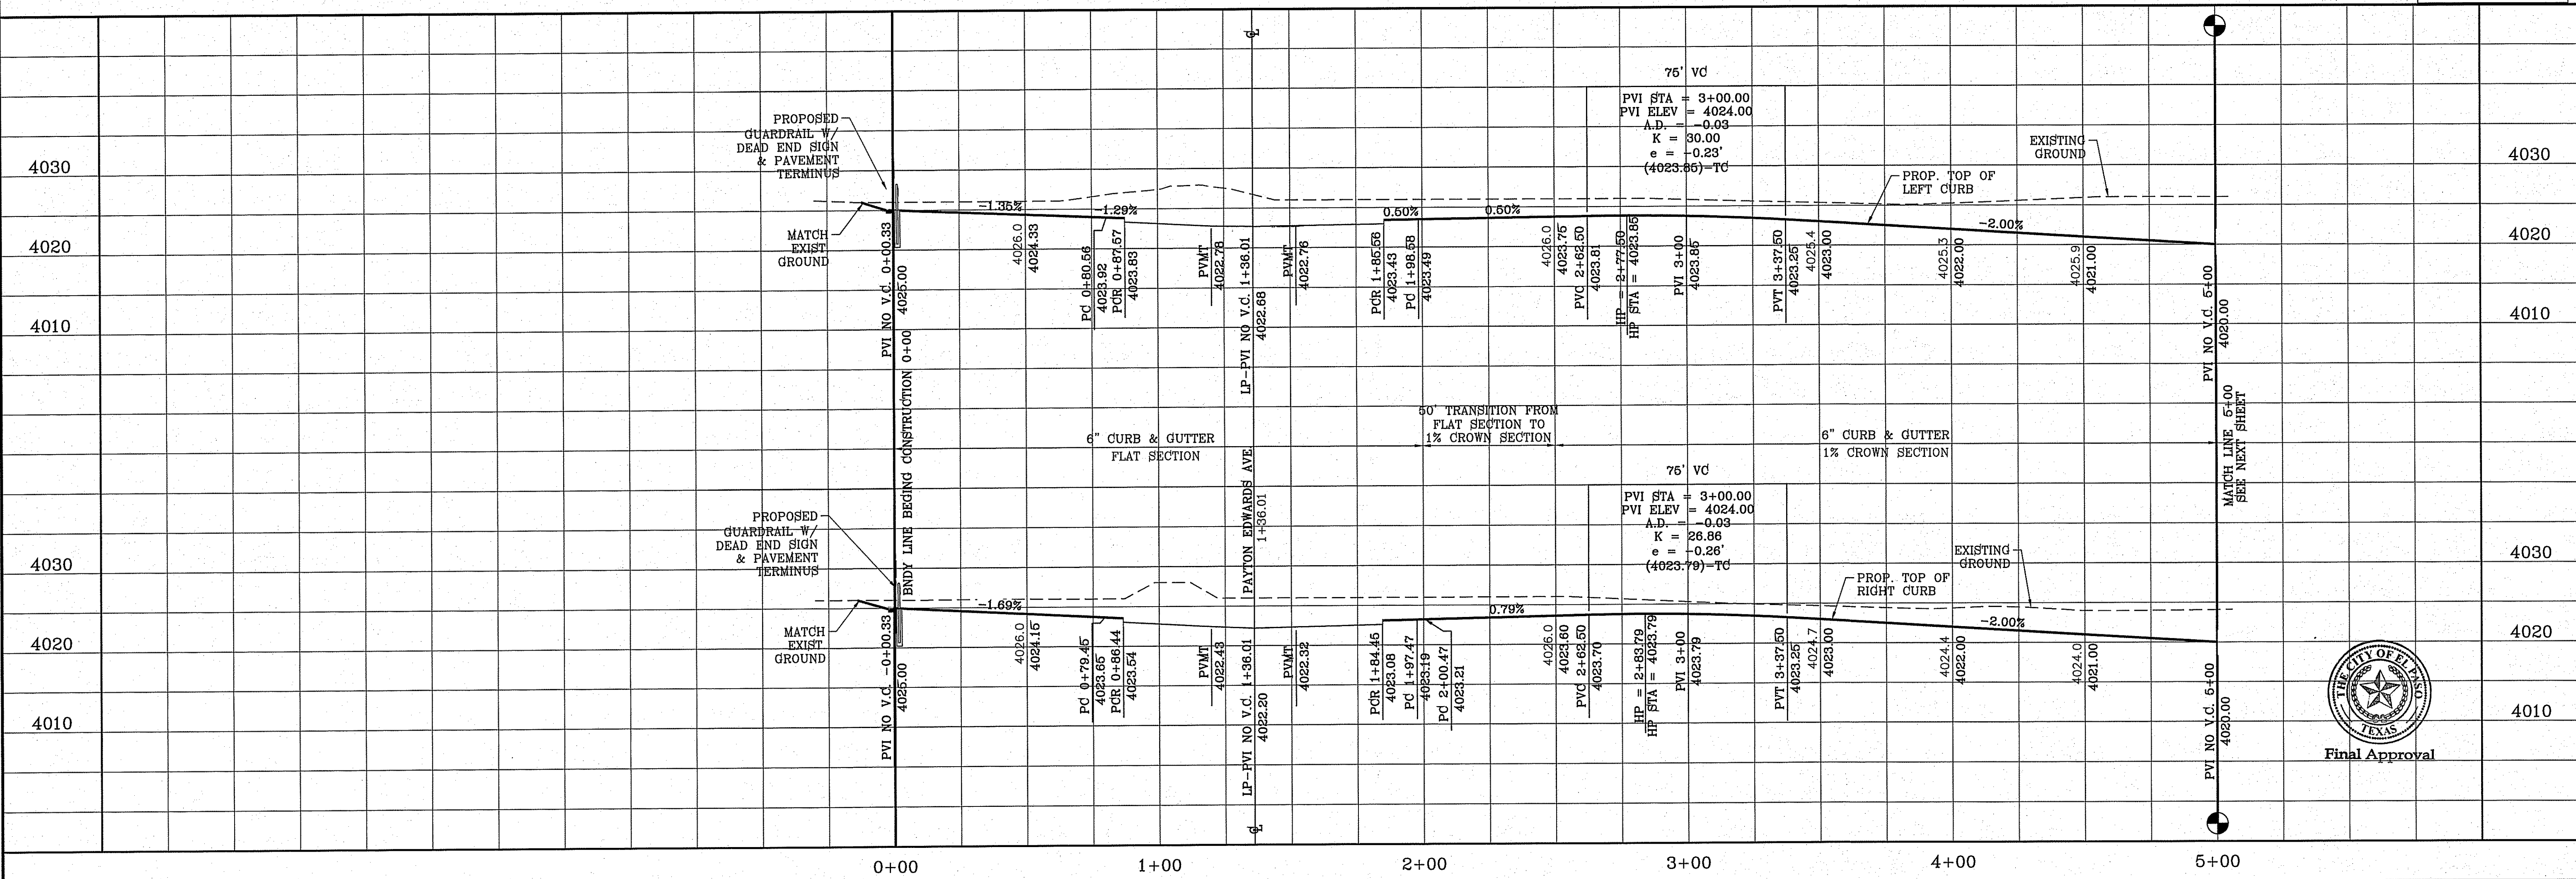 75' VC
PVI STA = 3+00.00
PVI ELEV = 4024.00
A.D. = -0.03
K = 30.00
e = -0.23'
(4023.85)-TC
PROPOSED
GUARDRAIL W/
DEAD END SIGN
& PAVEMENT
TERMINUS
EXISTING
GROUND
PROP. TOP OF
LEFT CURB
4030
4030
-1.35%
-1.29%
0.50%
0.50%
-2.00%
MATCH
EXIST
GROUND
4020
4020
4010
4010
PVI NO V.C. 0+00.33
4025.00
4026.0
4024.33
PC 0+80.56
4023.92
PCR 0+87.57
4023.83
PVMT
4022.78
LP-PVI NO V.C. 1+36.01
4022.68
PVMT
4022.76
PCR 1+85.56
4023.43
PC 1+98.58
4023.49
4026.0
4023.75
PVC 2+62.50
4023.81
HP = 2+77.50
HP STA = 4023.85
PVI 3+00
4023.85
PVT 3+37.50
4023.25
4025.4
4023.00
4025.3
4022.00
4025.9
4021.00
PVI NO V.C. 5+00
4020.00
BNDY LINE BEGING CONSTRUCTION 0+00
6" CURB & GUTTER
FLAT SECTION
PAYTON EDWARDS AVE
1+36.01
50' TRANSITION FROM
FLAT SECTION TO
1% CROWN SECTION
6" CURB & GUTTER
1% CROWN SECTION
MATCH LINE 5+00
SEE NEXT SHEET
75' VC
PVI STA = 3+00.00
PVI ELEV = 4024.00
A.D. = -0.03
K = 26.86
e = -0.26'
(4023.79)-TC
PROPOSED
GUARDRAIL W/
DEAD END SIGN
& PAVEMENT
TERMINUS
EXISTING
GROUND
PROP. TOP OF
RIGHT CURB
4030
4030
-1.69%
0.79%
-2.00%
MATCH
EXIST
GROUND
4020
4020
4010
4010
PVI NO V.C. -0+00.33
4025.00
4026.0
4024.15
PC 0+79.45
4023.65
PCR 0+86.44
4023.54
PVMT
4022.43
LP-PVI NO V.C. 1+36.01
4022.20
PVMT
4022.32
PCR 1+84.45
4023.08
PC 1+97.47
4023.19
PC 2+00.47
4023.21
4026.0
4023.60
PVC 2+62.50
4023.70
HP = 2+83.79
HP STA = 4023.79
PVI 3+00
4023.79
PVT 3+37.50
4023.25
4024.7
4023.00
4024.4
4022.00
4024.0
4021.00
PVI NO V.C. 5+00
4020.00
THE CITY OF EL PASO
TEXAS
Final Approval
0+00
1+00
2+00
3+00
4+00
5+00